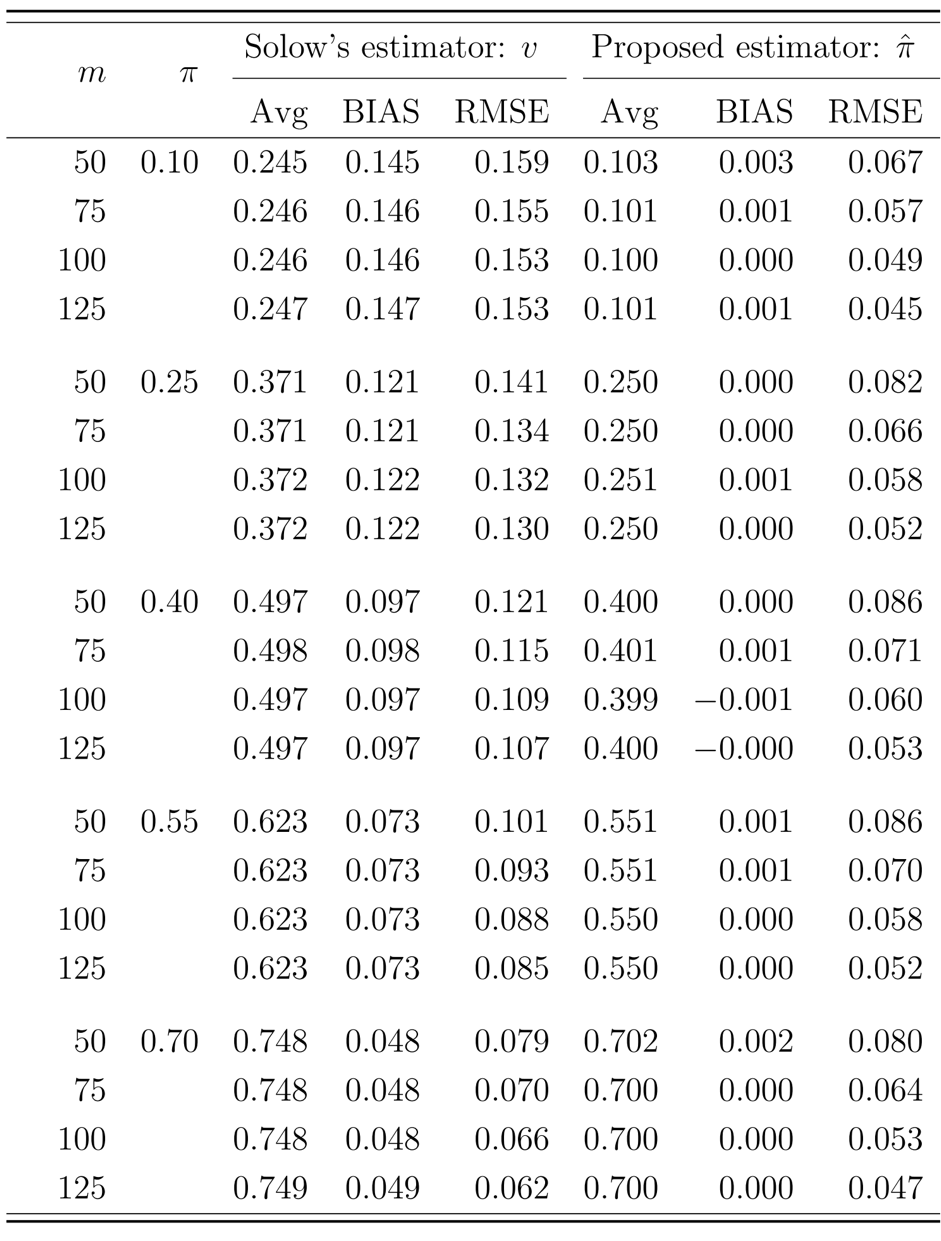 Solow's estimator: v Proposed estimator: π̂
m π
Avg BIAS RMSE Avg BIAS RMSE
50 0.10 0.245 0.145 0.159 0.103 0.003 0.067
75 0.246 0.146 0.155 0.101 0.001 0.057
100 0.246 0.146 0.153 0.100 0.000 0.049
125 0.247 0.147 0.153 0.101 0.001 0.045
50 0.25 0.371 0.121 0.141 0.250 0.000 0.082
75 0.371 0.121 0.134 0.250 0.000 0.066
100 0.372 0.122 0.132 0.251 0.001 0.058
125 0.372 0.122 0.130 0.250 0.000 0.052
50 0.40 0.497 0.097 0.121 0.400 0.000 0.086
75 0.498 0.098 0.115 0.401 0.001 0.071
100 0.497 0.097 0.109 0.399 −0.001 0.060
125 0.497 0.097 0.107 0.400 −0.000 0.053
50 0.55 0.623 0.073 0.101 0.551 0.001 0.086
75 0.623 0.073 0.093 0.551 0.001 0.070
100 0.623 0.073 0.088 0.550 0.000 0.058
125 0.623 0.073 0.085 0.550 0.000 0.052
50 0.70 0.748 0.048 0.079 0.702 0.002 0.080
75 0.748 0.048 0.070 0.700 0.000 0.064
100 0.748 0.048 0.066 0.700 0.000 0.053
125 0.749 0.049 0.062 0.700 0.000 0.047